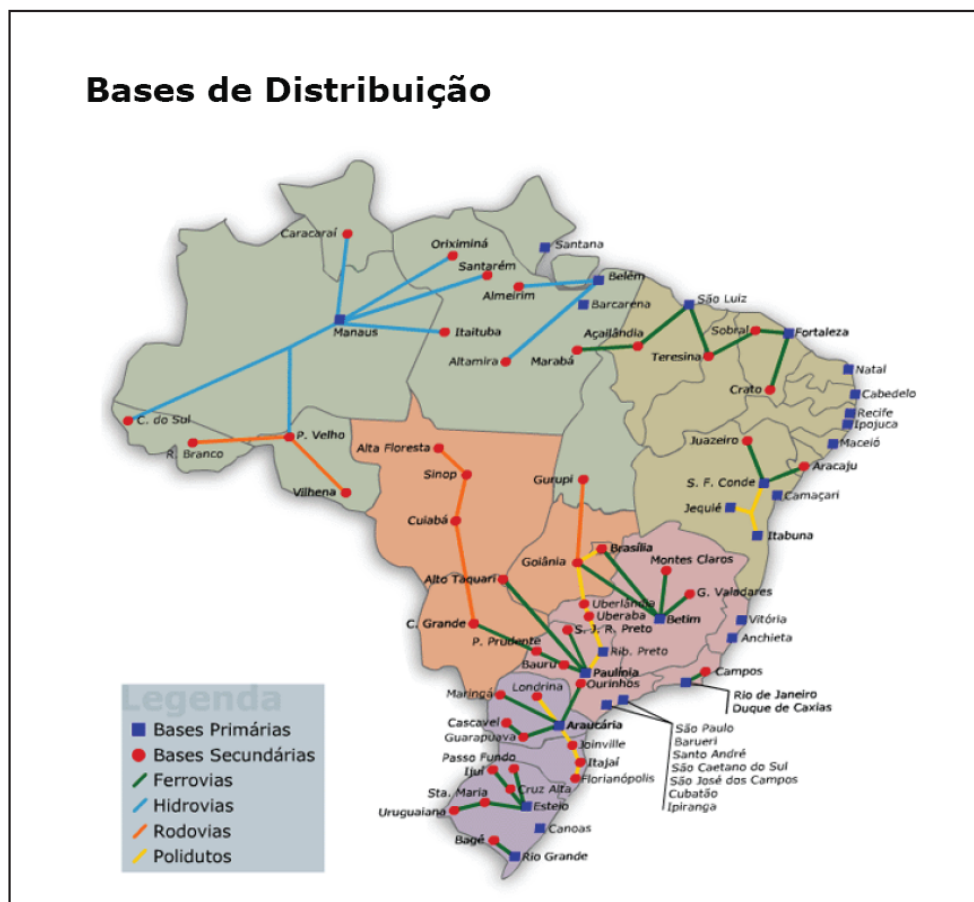 Bases de Distribuição
Caracaraí
Oriximiná
Santarém
Almeirim
Santana
Belém
Barcarena
Manaus
Itaituba
Altamira
Marabá
Açailândia
São Luiz
Teresina
Sobral
Fortaleza
Crato
Natal
Cabedelo
Recife
Ipojuca
Maceió
C. do Sul
R. Branco
P. Velho
Vilhena
Alta Floresta
Sinop
Cuiabá
Gurupi
Juazeiro
Aracaju
S. F. Conde
Camaçari
Jequié
Itabuna
Alto Taquari
Goiânia
Brasília
Montes Claros
G. Valadares
Uberlândia
Uberaba
Betim
Vitória
Anchieta
C. Grande
P. Prudente
S. J. R. Preto
Rib. Preto
Bauru
Paulínia
Ourinhos
Campos
Rio de Janeiro
Duque de Caxias
Maringá
Londrina
Cascavel
Guarapuava
Araucária
São Paulo
Barueri
Santo André
São Caetano do Sul
São José dos Campos
Cubatão
Ipiranga
Joinville
Itajaí
Florianópolis
Passo Fundo
Ijuí
Cruz Alta
Sta. Maria
Uruguaiana
Esteio
Canoas
Bagé
Rio Grande
Legenda
Bases Primárias
Bases Secundárias
Ferrovias
Hidrovias
Rodovias
Polidutos